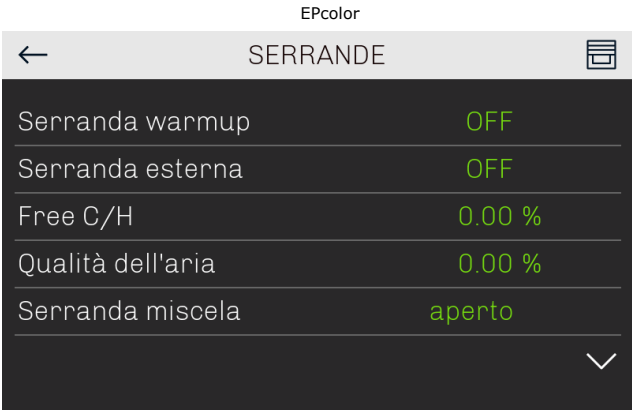 EPcolor
SERRANDE
Serranda warmup OFF
Serranda esterna OFF
Free C/H 0.00 %
Qualità dell'aria 0.00 %
Serranda miscela aperto